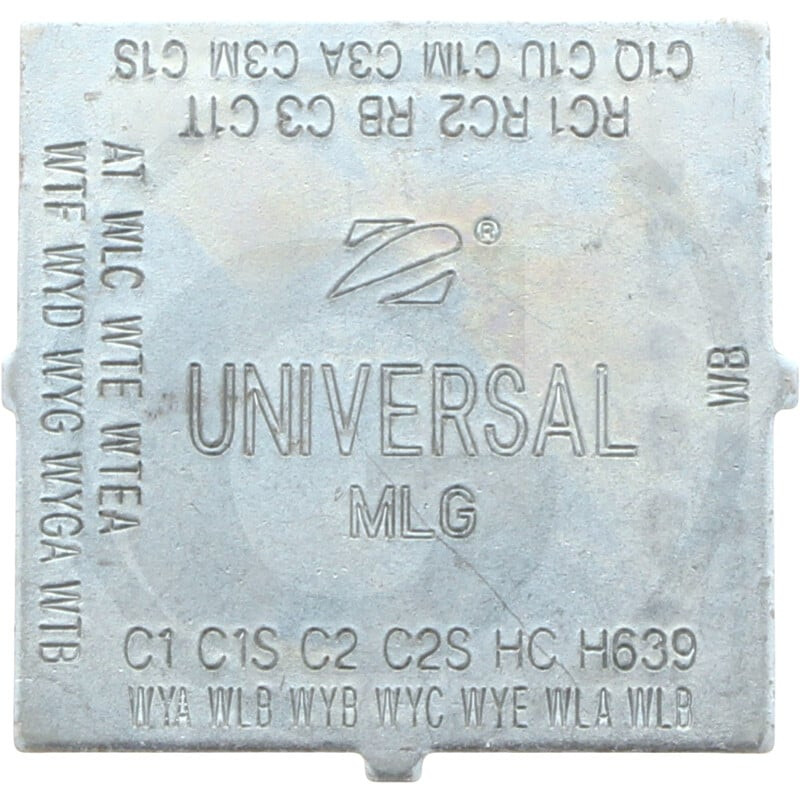 RC1 RC2 RB C3 C1T
C1Q C1U C1M C3A C3M C1S
AT WLC WTE WTEA
WTF WYD WYG WYGA WTB
®
UNIVERSAL
MLG
WB
C1 C1S C2 C2S HC H639
WYA WLB WYB WYC WYE WLA WLB